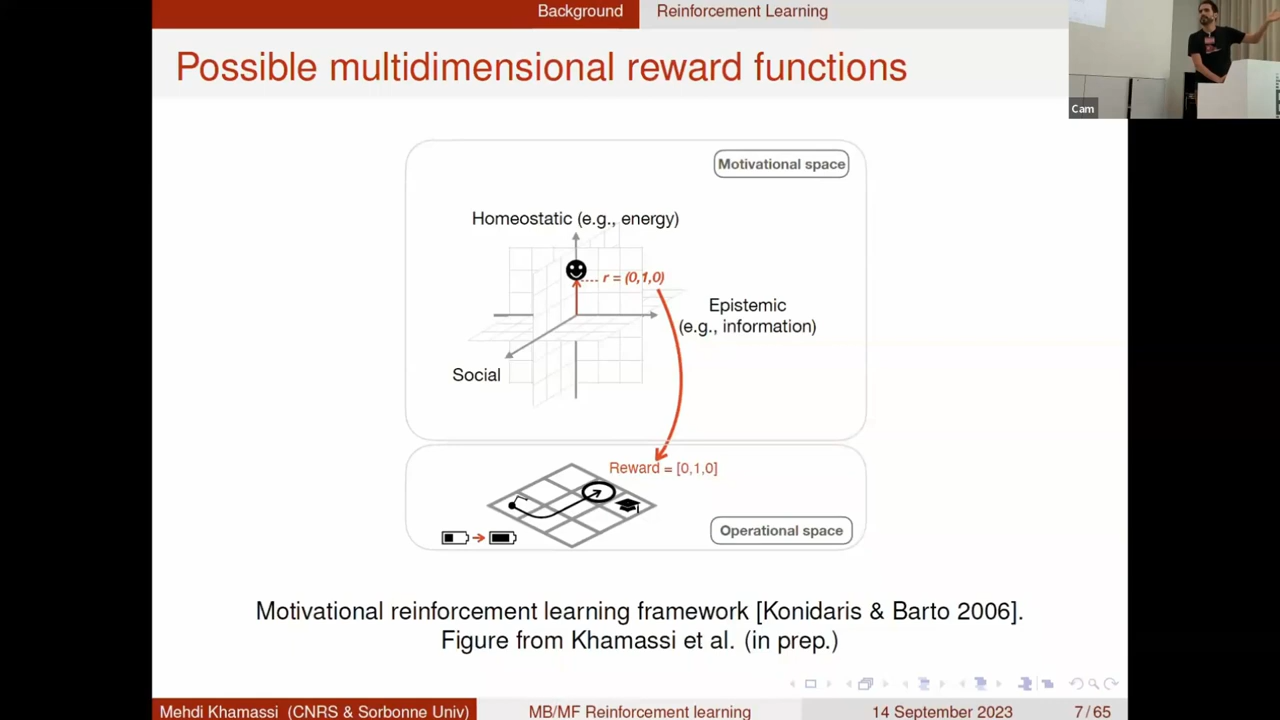 Background Reinforcement Learning
Possible multidimensional reward functions
Cam
Motivational space
Homeostatic (e.g., energy)
r = (0,1,0)
Epistemic
(e.g., information)
Social
Reward = [0,1,0]
Operational space
Motivational reinforcement learning framework [Konidaris & Barto 2006].
Figure from Khamassi et al. (in prep.)
Mehdi Khamassi (CNRS & Sorbonne Univ) MB/MF Reinforcement learning 14 September 2023 7 / 65